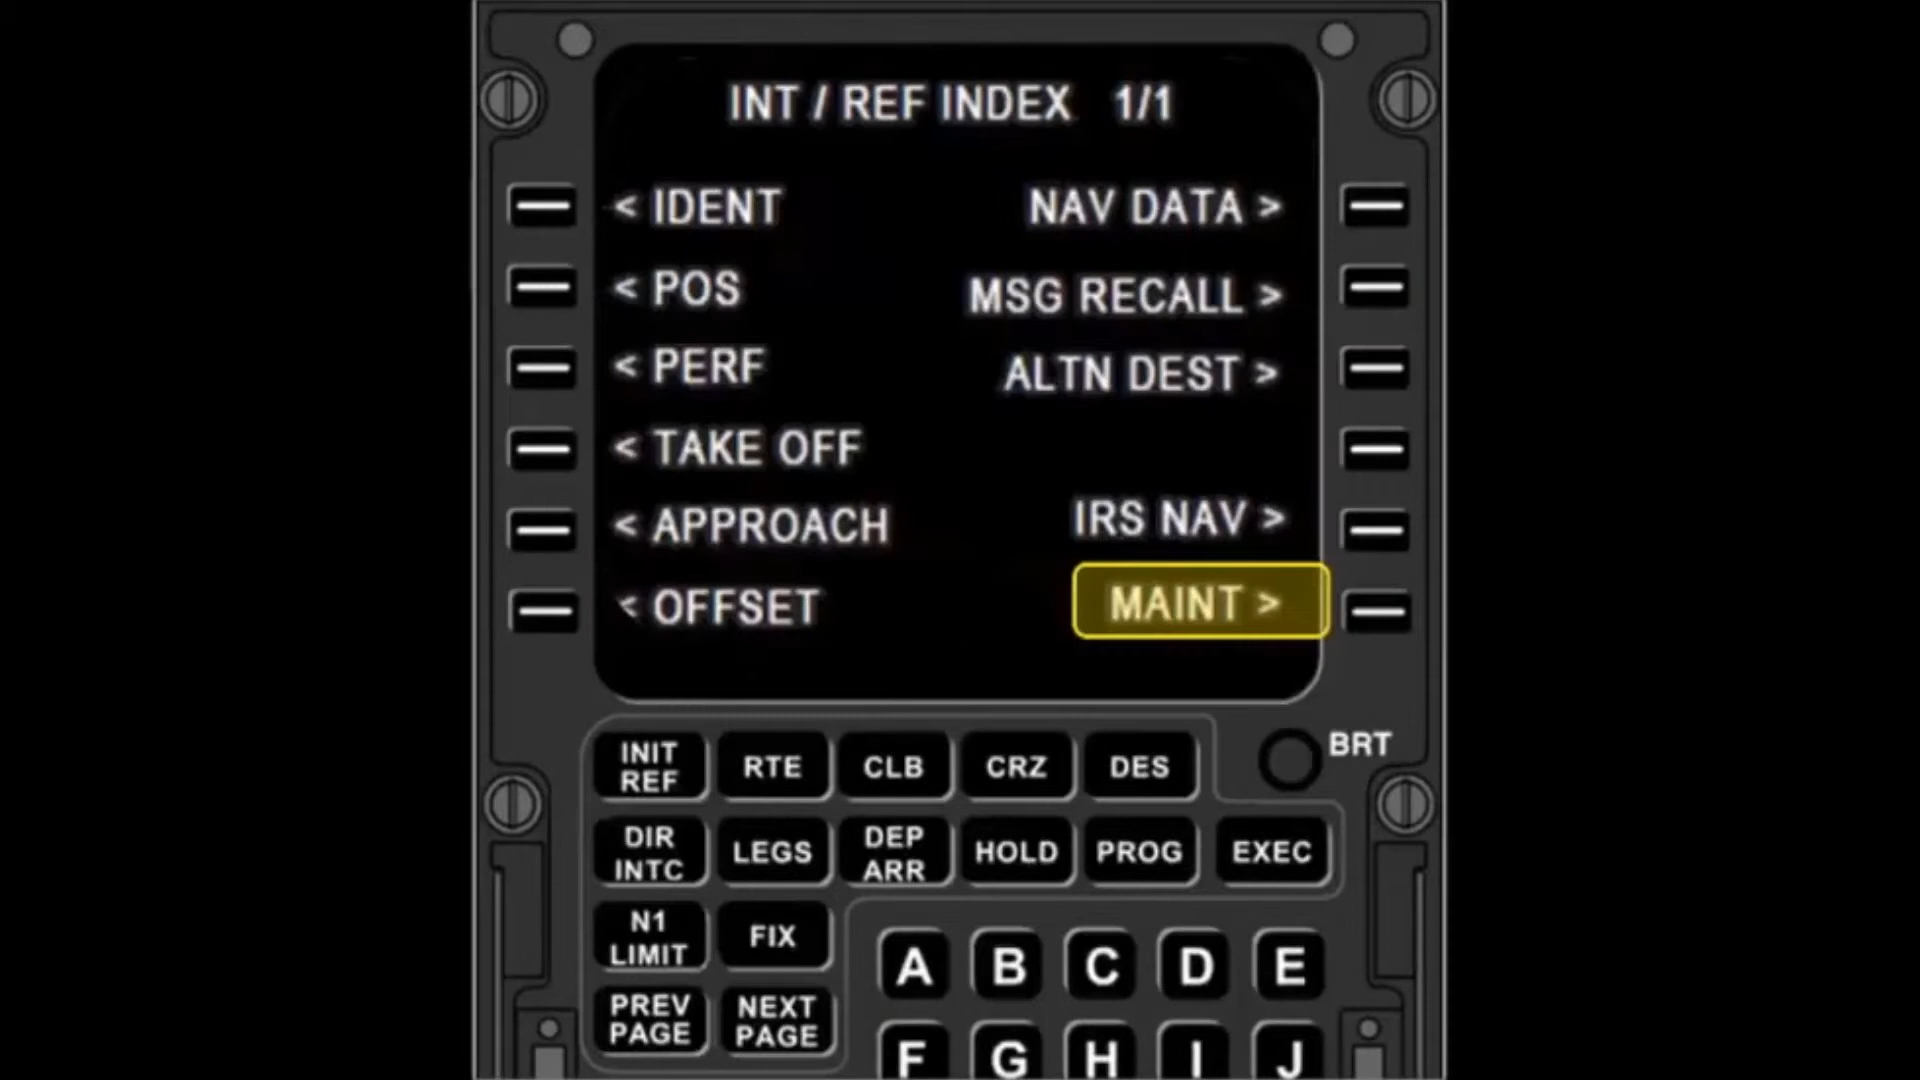 INT / REF INDEX 1/1
< IDENT NAV DATA >
< POS MSG RECALL >
< PERF ALTN DEST >
< TAKE OFF
< APPROACH IRS NAV >
< OFFSET MAINT >
BRT
INIT REF
RTE
CLB
CRZ
DES
DIR INTC
LEGS
DEP ARR
HOLD
PROG
EXEC
N1 LIMIT
FIX
PREV PAGE
NEXT PAGE
A B C D E
F G H I J